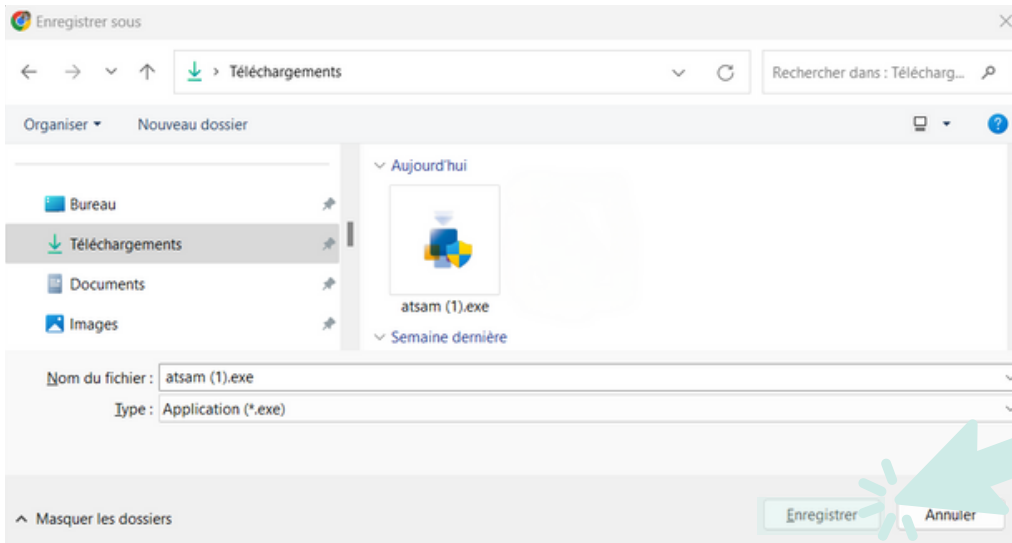 Enregistrer sous
Téléchargements
Rechercher dans : Télécharg...
Organiser
Nouveau dossier
Bureau
Téléchargements
Documents
Images
Aujourd'hui
atsam (1).exe
Semaine dernière
Nom du fichier : atsam (1).exe
Type : Application (*.exe)
Masquer les dossiers
Enregistrer
Annuler